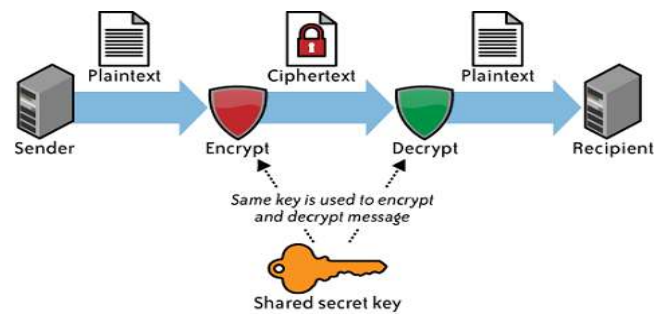 Plaintext
Ciphertext
Plaintext
Sender
Encrypt
Decrypt
Recipient
Same key is used to encrypt
and decrypt message
Shared secret key